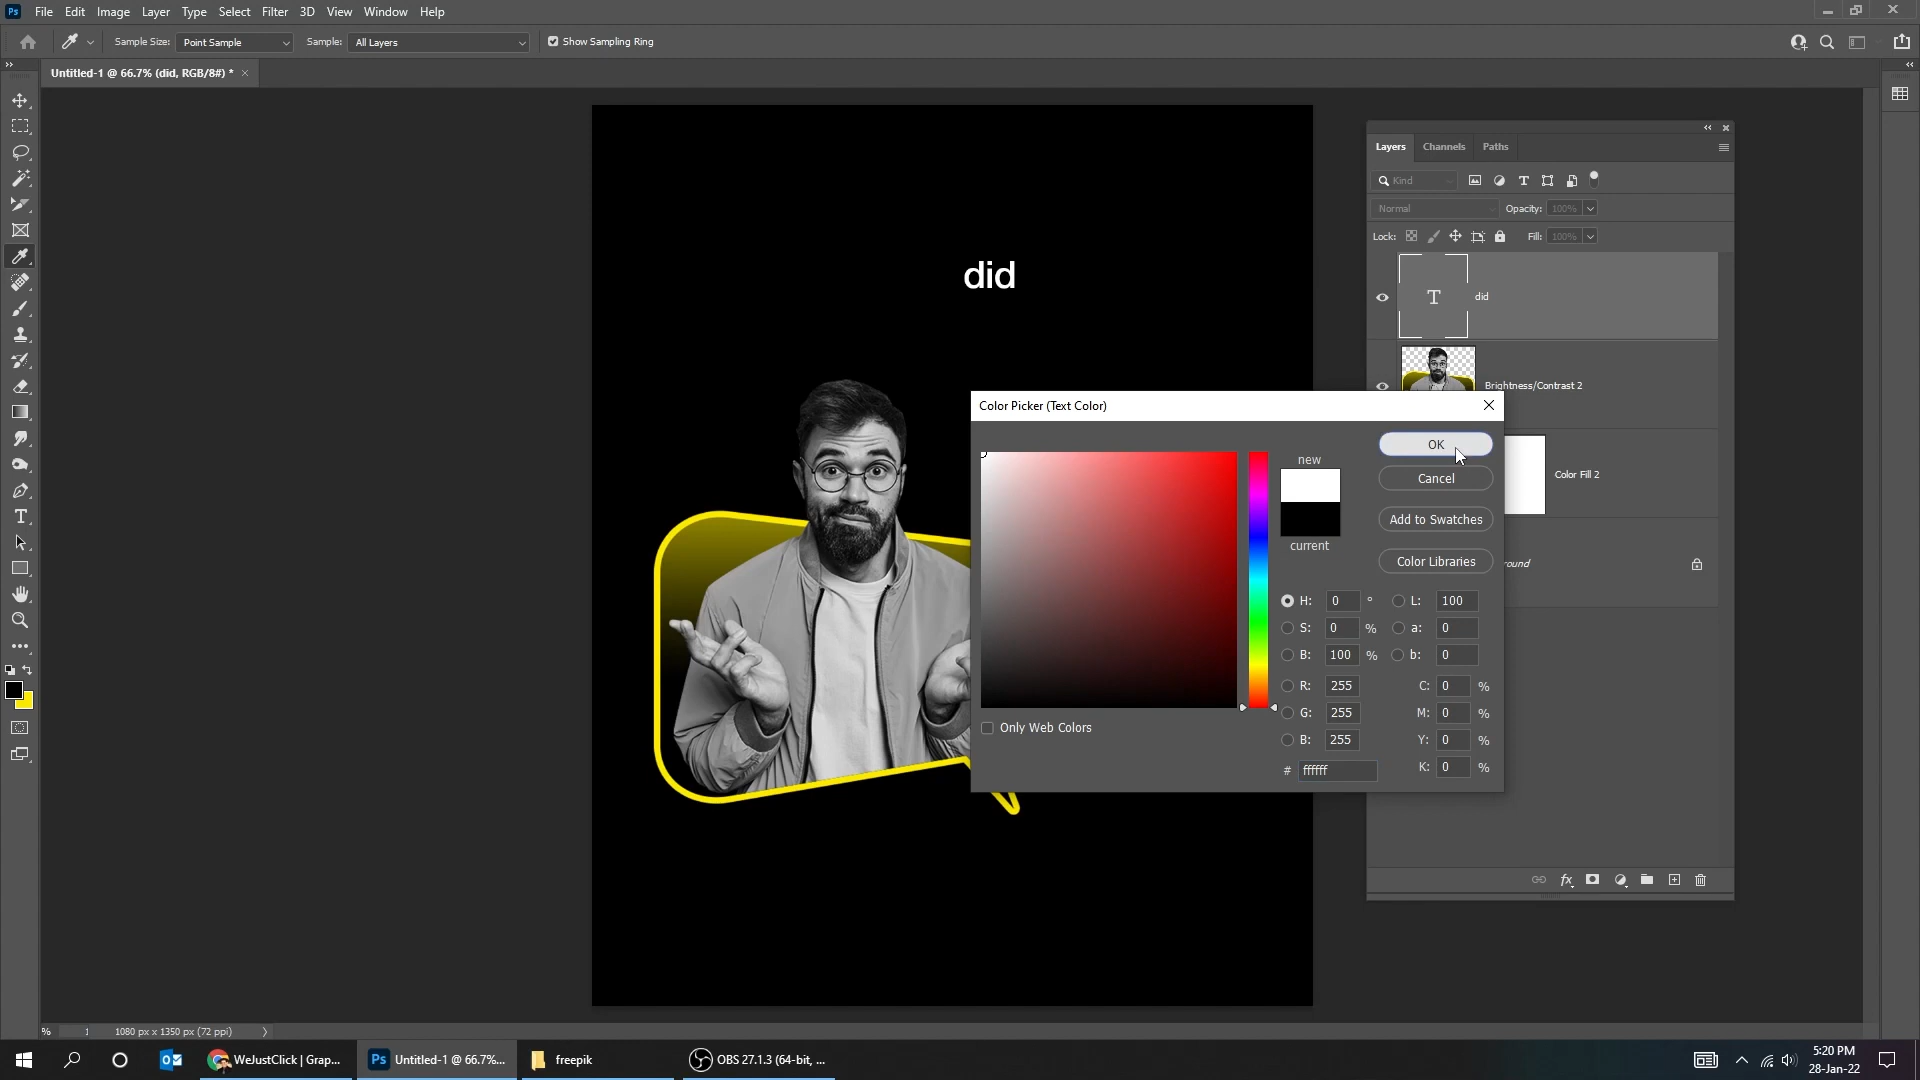 Ps File Edit Image Layer Type Select Filter 3D View Window Help
Sample Size: Point Sample Sample: All Layers Show Sampling Ring
Untitled-1 @ 66.7% (did, RGB/8#) * ×
did
Layers Channels Paths
Kind
Normal Opacity: 100%
Lock: Fill: 100%
T did
Brightness/Contrast 2
Color Fill 2
ound
Color Picker (Text Color)
new
current
OK
Cancel
Add to Swatches
Color Libraries
H: 0 ° L: 100
S: 0 % a: 0
B: 100 % b: 0
R: 255 C: 0 %
G: 255 M: 0 %
B: 255 Y: 0 %
# ffffff K: 0 %
Only Web Colors
% 1 1080 px x 1350 px (72 ppi)
WeJustClick | Grap... Ps Untitled-1 @ 66.7%... freepik OBS 27.1.3 (64-bit, ...
5:20 PM
28-Jan-22